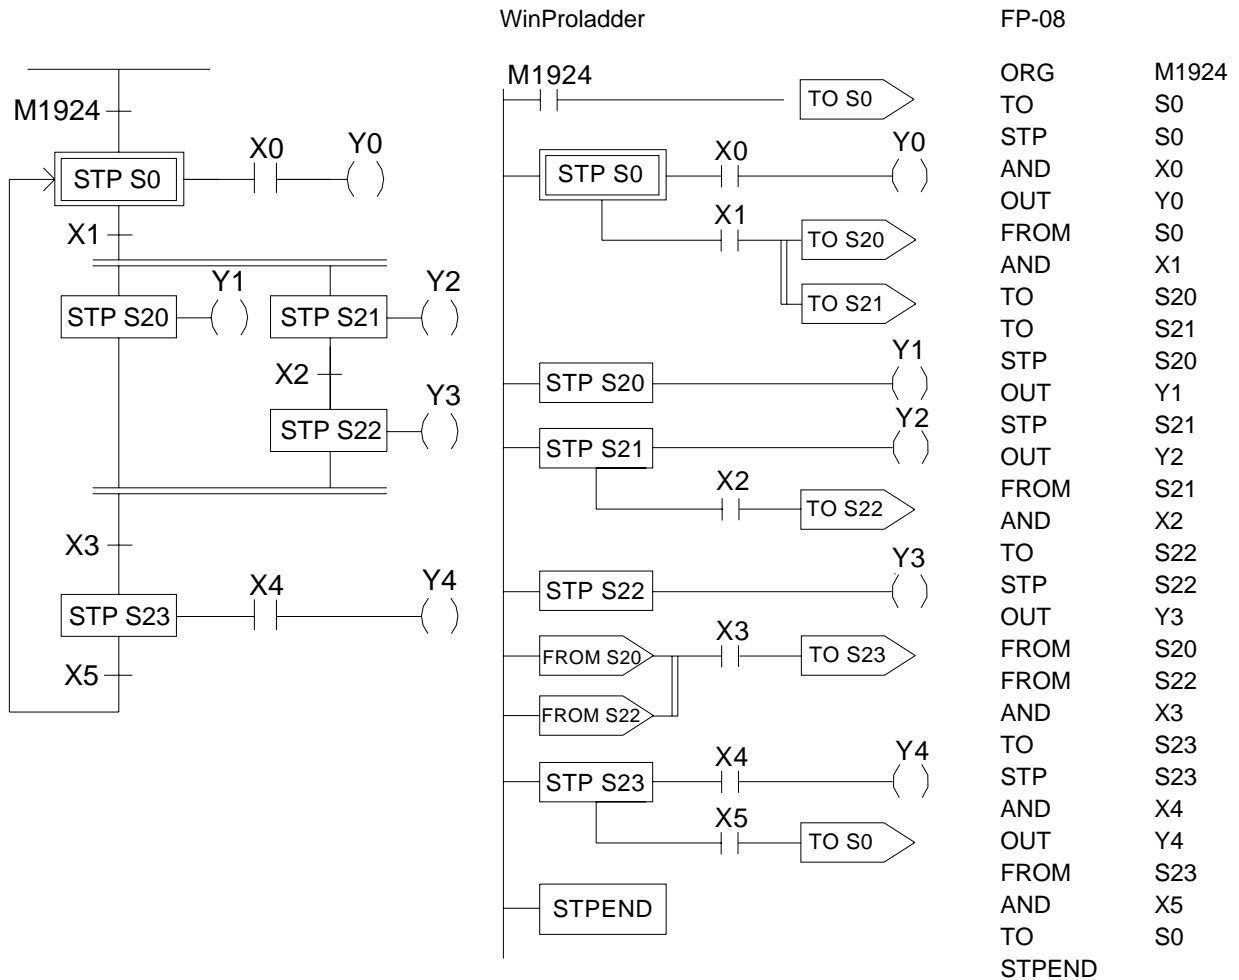 WinProladder
FP-08
M1924
STP S0
X0
Y0
X1
Y1
Y2
STP S20
STP S21
X2
Y3
STP S22
X3
X4
Y4
STP S23
X5
M1924
TO S0
X0
Y0
STP S0
X1
TO S20
TO S21
Y1
STP S20
Y2
STP S21
X2
TO S22
Y3
STP S22
X3
FROM S20
TO S23
FROM S22
X4
Y4
STP S23
X5
TO S0
STPEND
ORG M1924
TO S0
STP S0
AND X0
OUT Y0
FROM S0
AND X1
TO S20
TO S21
STP S20
OUT Y1
STP S21
OUT Y2
FROM S21
AND X2
TO S22
STP S22
OUT Y3
FROM S20
FROM S22
AND X3
TO S23
STP S23
AND X4
OUT Y4
FROM S23
AND X5
TO S0
STPEND